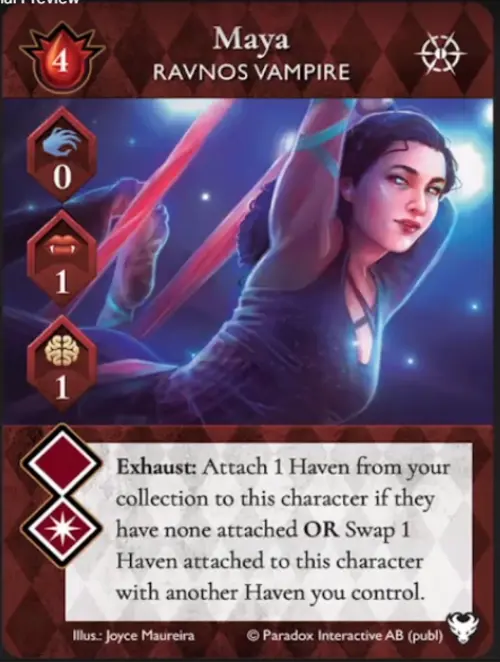 Maya
4
RAVNOS VAMPIRE
0
1
1
Exhaust: Attach 1 Haven from your
collection to this character if they
have none attached OR Swap 1
Haven attached to this character
with another Haven you control.
Illus.: Joyce Maureira © Paradox Interactive AB (publ)